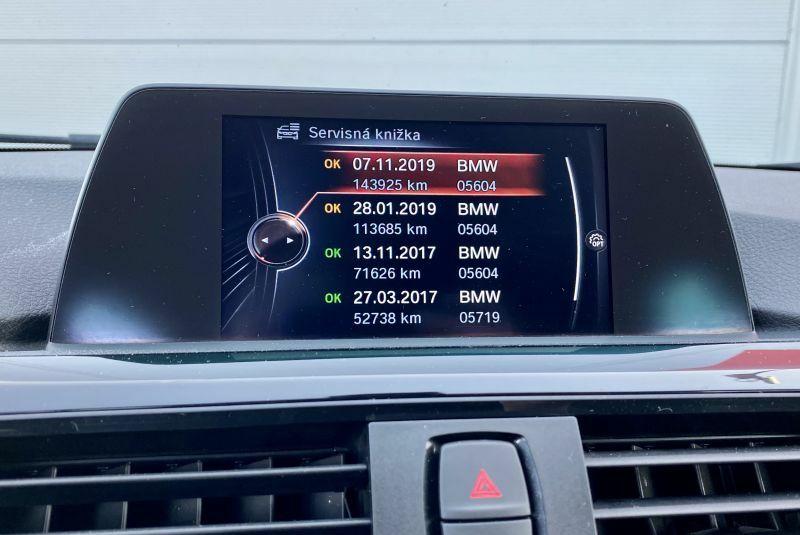 Servisná knižka
OK 07.11.2019 BMW
143925 km 05604
OK 28.01.2019 BMW
113685 km 05604
OK 13.11.2017 BMW
71626 km 05604
OK 27.03.2017 BMW
52738 km 05719
OPT